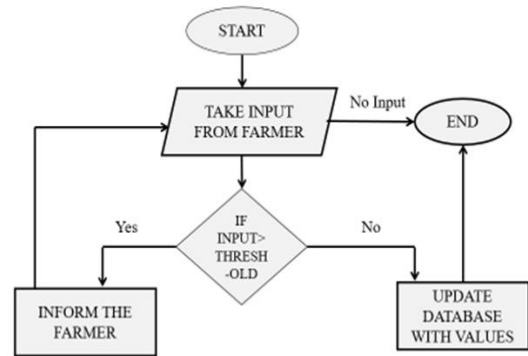 START
TAKE INPUT
FROM FARMER
No Input
END
Yes
IF
INPUT>
THRESH
-OLD
No
INFORM THE
FARMER
UPDATE
DATABASE
WITH VALUES